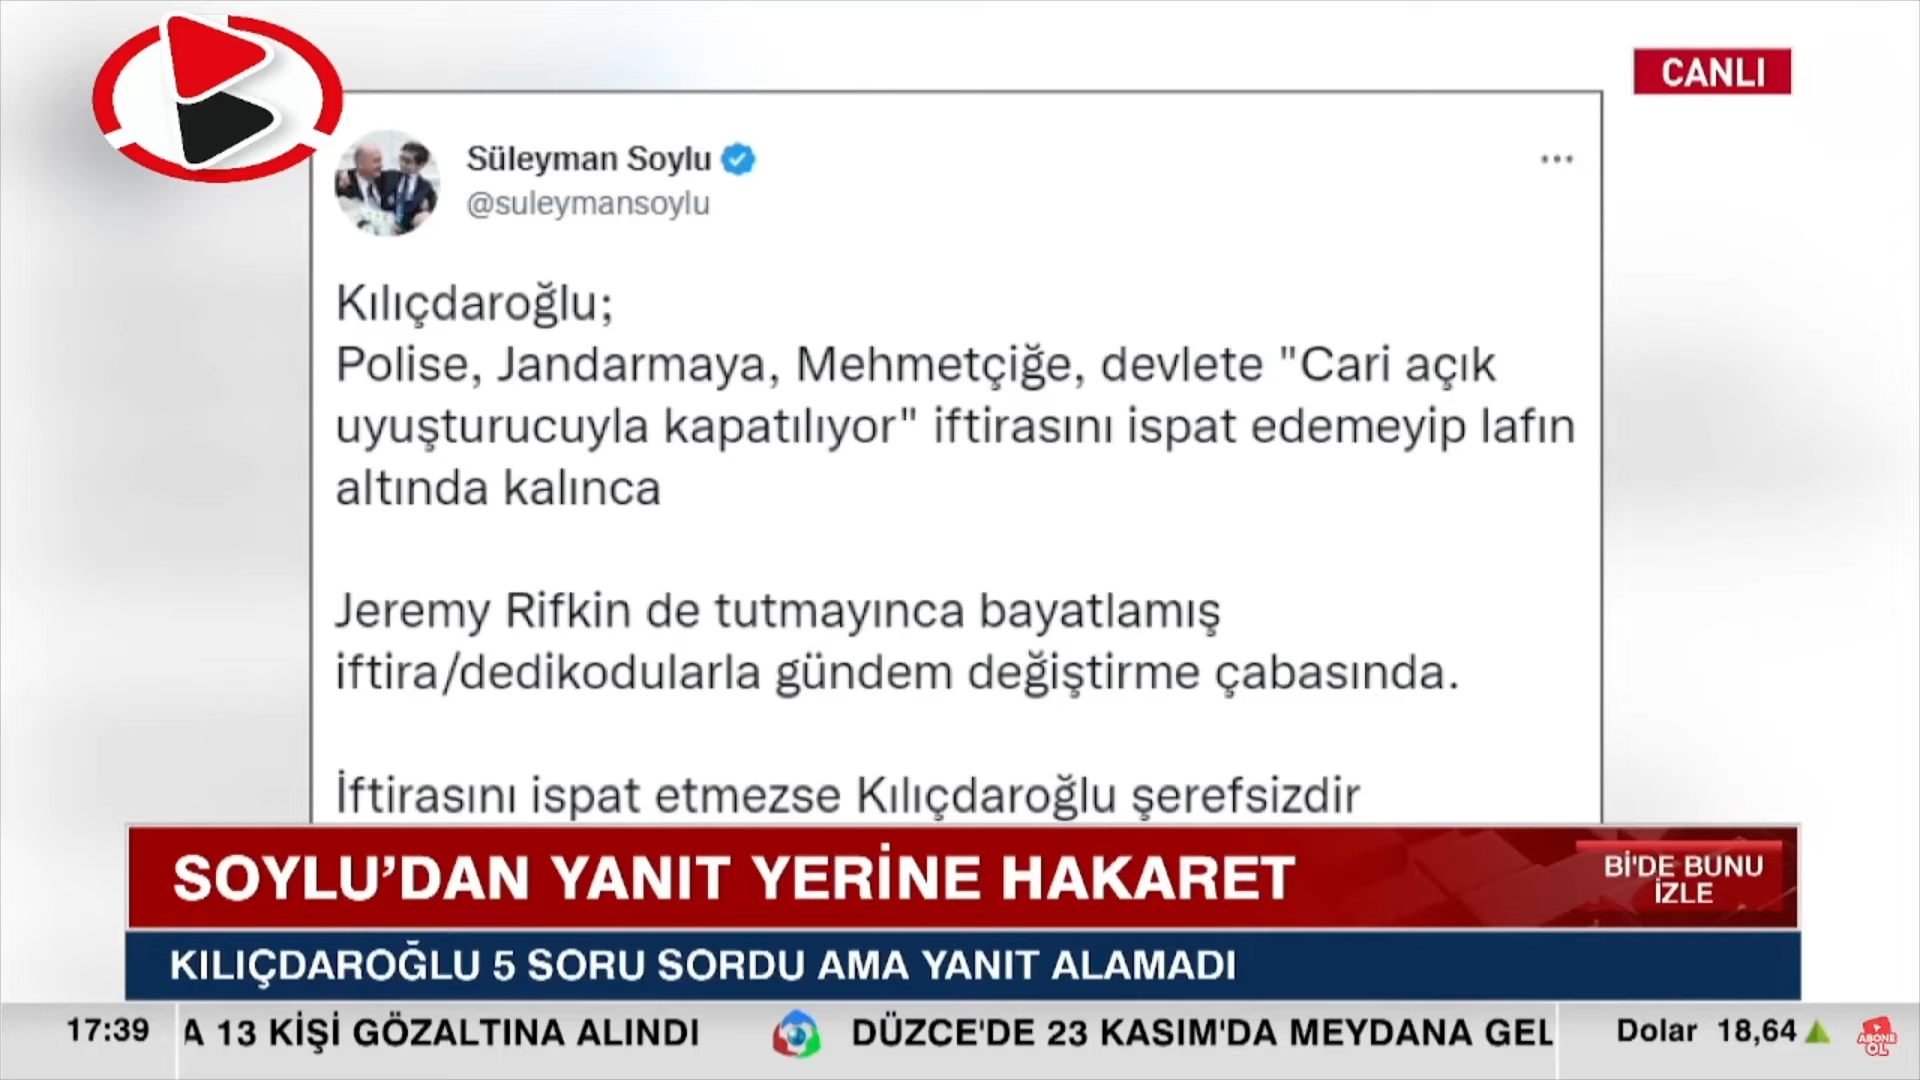 CANLI
Süleyman Soylu
@suleymansoylu
Kılıçdaroğlu;
Polise, Jandarmaya, Mehmetçiğe, devlete "Cari açık
uyuşturucuyla kapatılıyor" iftirasını ispat edemeyip lafın
altında kalınca
Jeremy Rifkin de tutmayınca bayatlamış
iftira/dedikodularla gündem değiştirme çabasında.
İftirasını ispat etmezse Kılıçdaroğlu şerefsizdir
SOYLU'DAN YANIT YERİNE HAKARET
Bİ'DE BUNU
İZLE
KILIÇDAROĞLU 5 SORU SORDU AMA YANIT ALAMADI
17:39
A 13 KİŞİ GÖZALTINA ALINDI
DÜZCE'DE 23 KASIM'DA MEYDANA GEL
Dolar 18,64
ABONE
OL